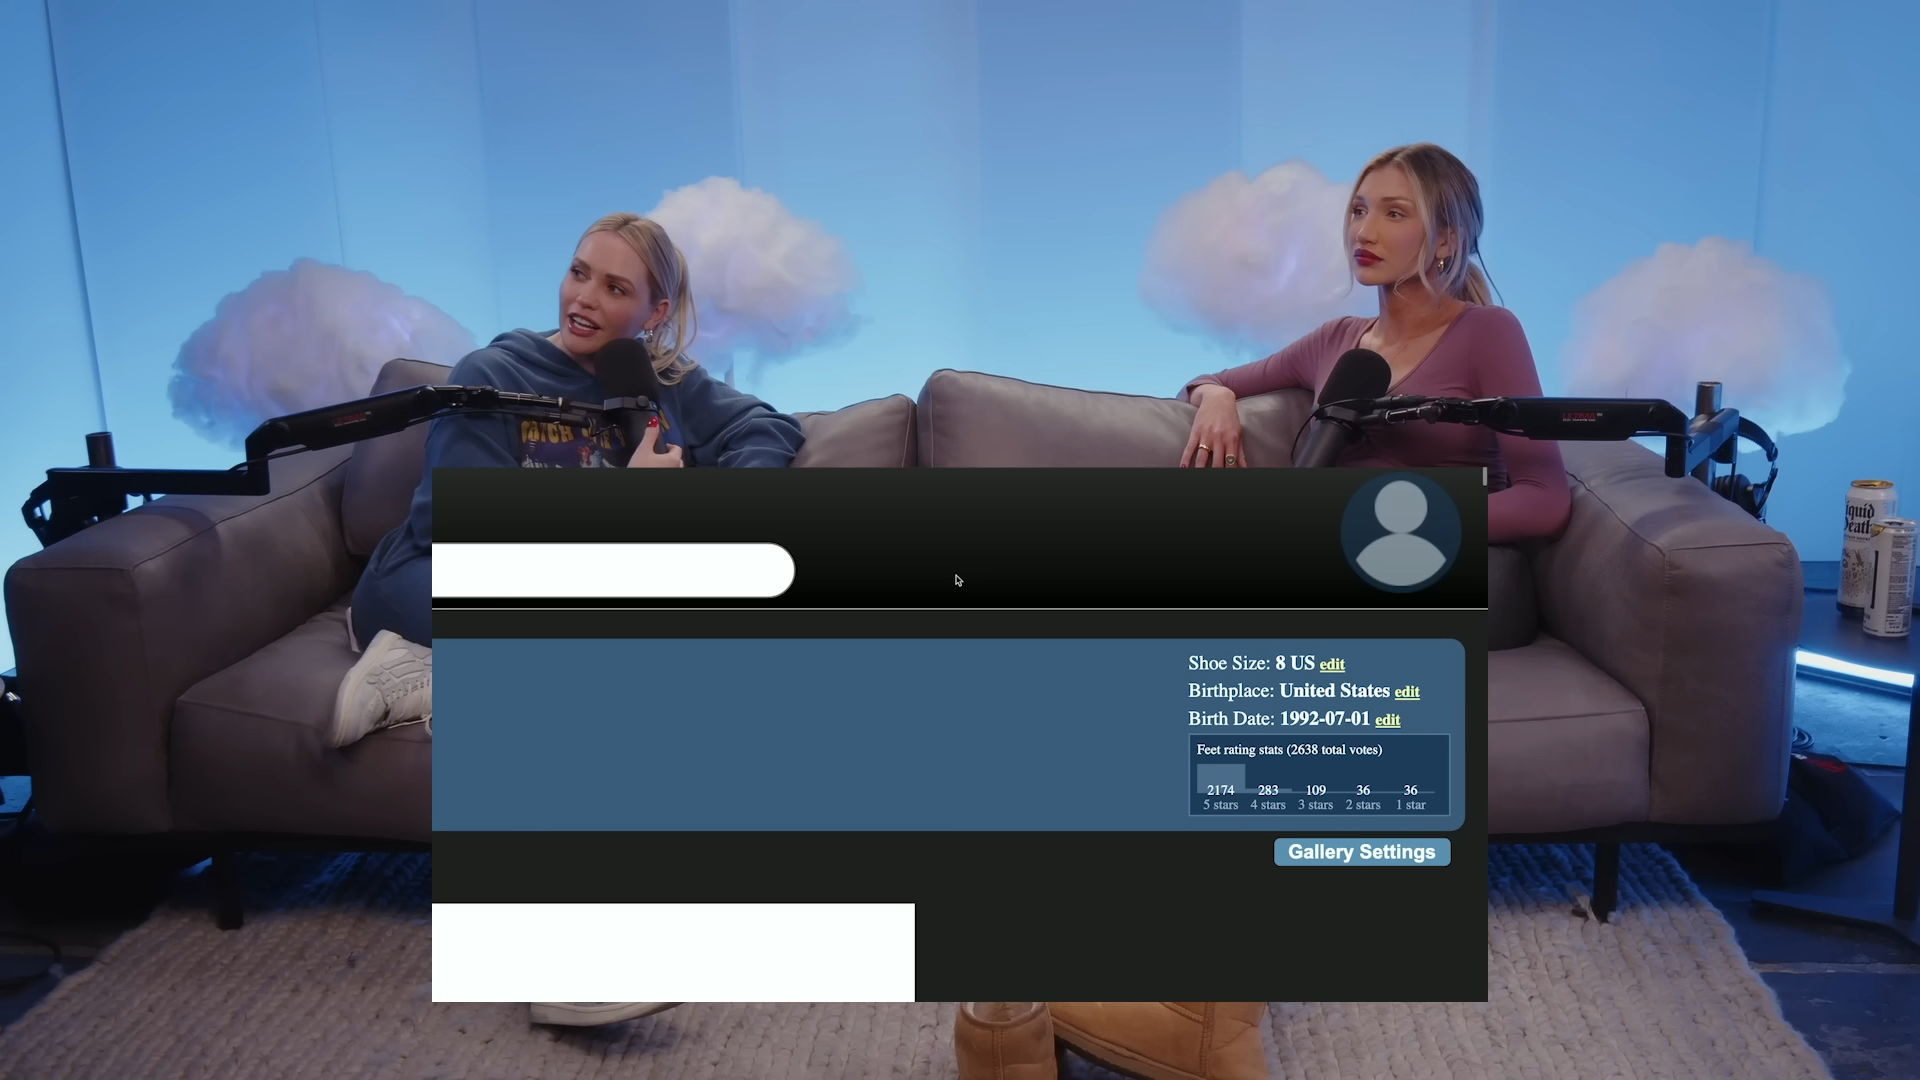 Shoe Size: 8 US edit
Birthplace: United States edit
Birth Date: 1992-07-01 edit
Feet rating stats (2638 total votes)
2174 283 109 36 36
5 stars 4 stars 3 stars 2 stars 1 star
Gallery Settings